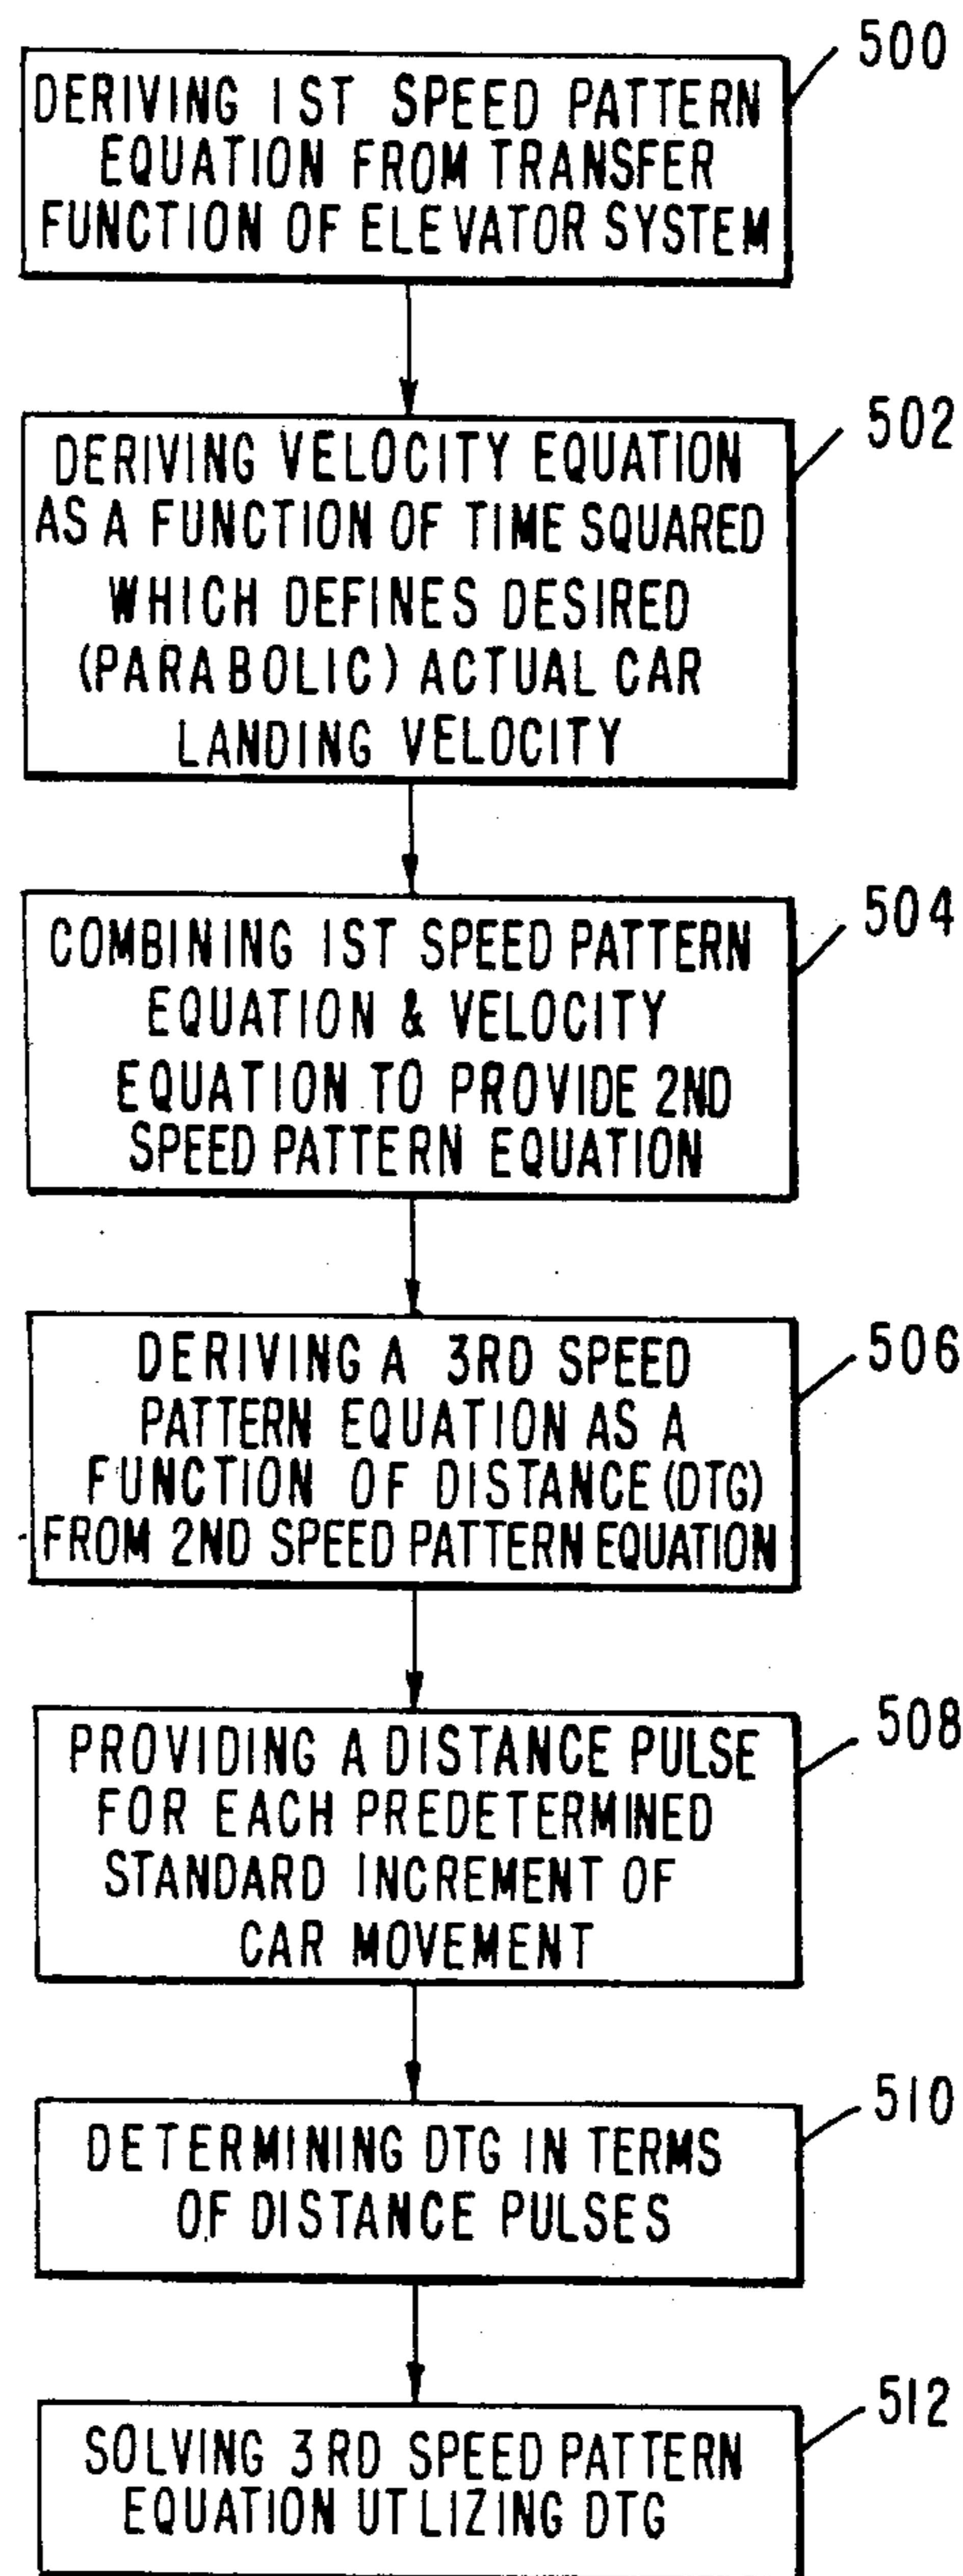 500
DERIVING 1ST SPEED PATTERN
EQUATION FROM TRANSFER
FUNCTION OF ELEVATOR SYSTEM
502
DERIVING VELOCITY EQUATION
AS A FUNCTION OF TIME SQUARED
WHICH DEFINES DESIRED
(PARABOLIC) ACTUAL CAR
LANDING VELOCITY
504
COMBINING 1ST SPEED PATTERN
EQUATION & VELOCITY
EQUATION TO PROVIDE 2ND
SPEED PATTERN EQUATION
506
DERIVING A 3RD SPEED
PATTERN EQUATION AS A
FUNCTION OF DISTANCE (DTG)
FROM 2ND SPEED PATTERN EQUATION
508
PROVIDING A DISTANCE PULSE
FOR EACH PREDETERMINED
STANDARD INCREMENT OF
CAR MOVEMENT
510
DETERMINING DTG IN TERMS
OF DISTANCE PULSES
512
SOLVING 3RD SPEED PATTERN
EQUATION UTLIZING DTG